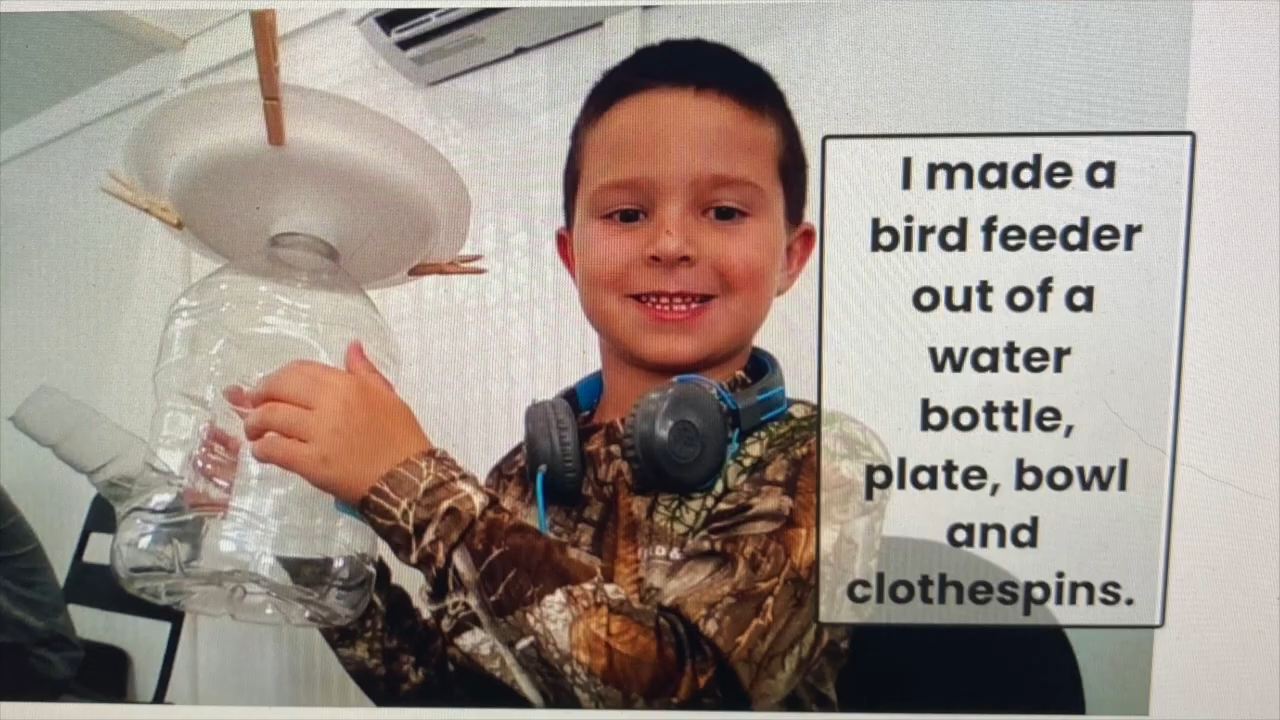 I made a
bird feeder
out of a
water
bottle,
plate, bowl
and
clothespins.